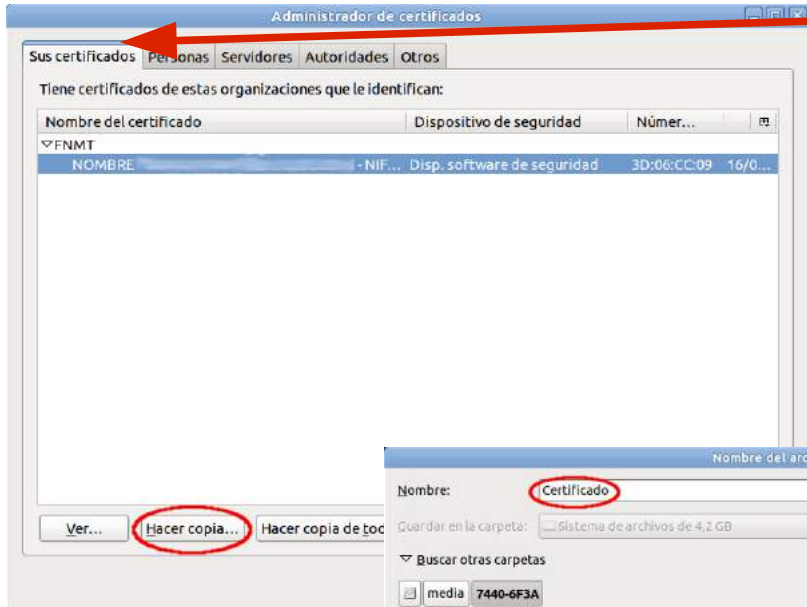 Administrador de certificados
Sus certificados Personas Servidores Autoridades Otros
Tiene certificados de estas organizaciones que le identifican:
Nombre del certificado Dispositivo de seguridad Númer...
FNMT
NOMBRE - NIF... Disp. software de seguridad 3D:06:CC:09 16/0...
Ver... Hacer copia... Hacer copia de tod
Nombre del arc
Nombre: Certificado
Guardar en la carpeta: Sistema de archivos de 4,2 GB
Buscar otras carpetas
media 7440-6F3A